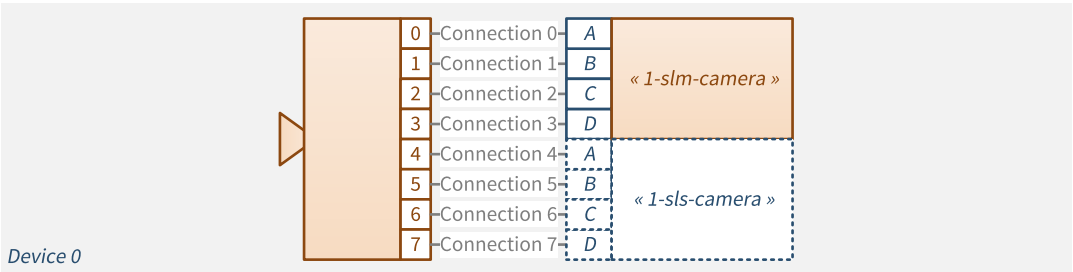 0 Connection 0 A
1 Connection 1 B
2 Connection 2 C
« 1-slm-camera »
3 Connection 3 D
4 Connection 4 A
5 Connection 5 B
« 1-sls-camera »
6 Connection 6 C
7 Connection 7 D
Device 0